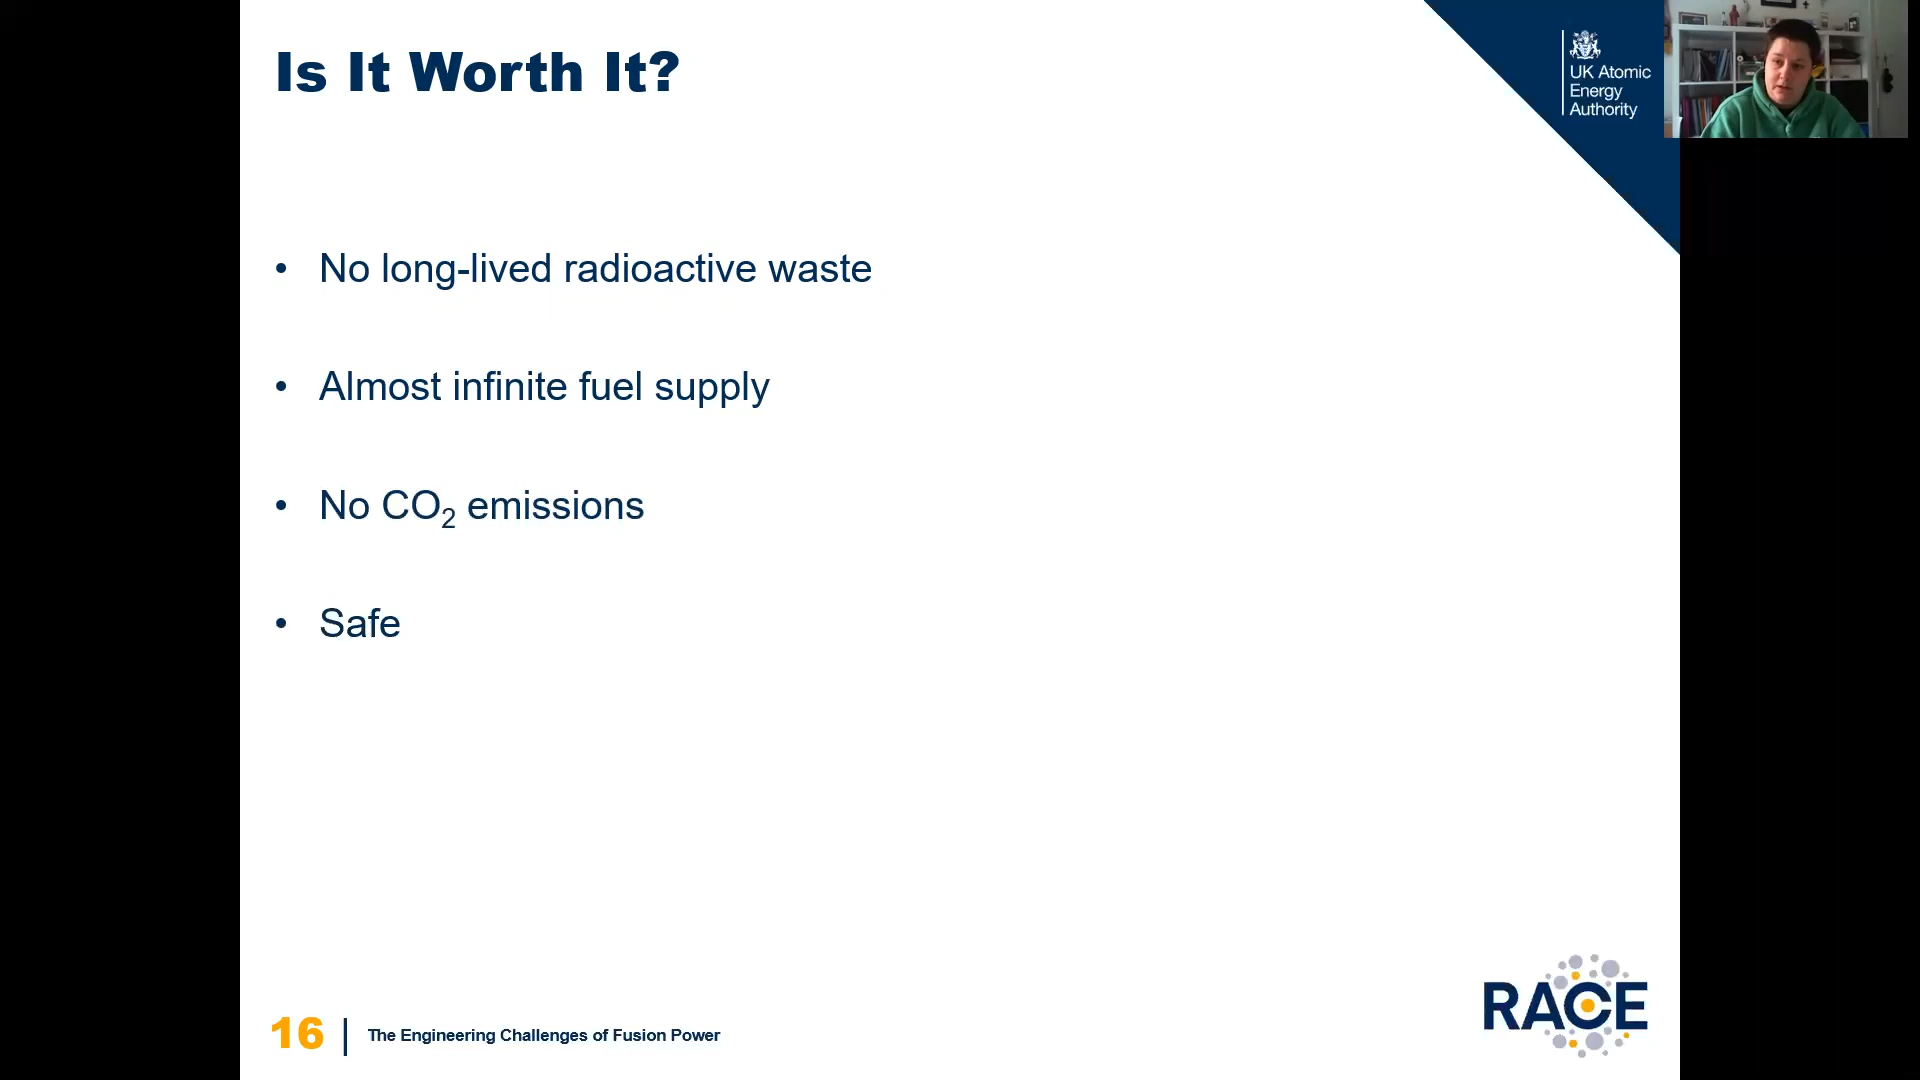 Is It Worth It?
UK Atomic
Energy
Authority
• No long-lived radioactive waste
• Almost infinite fuel supply
• No CO₂ emissions
• Safe
RACE
16
The Engineering Challenges of Fusion Power